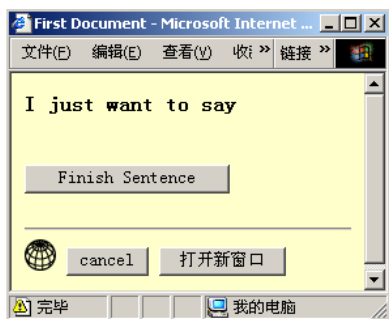 First Document - Microsoft Internet ...
文件(F) 编辑(E) 查看(V) 收 » 链接 »
I just want to say
Finish Sentence
cancel 打开新窗口
完毕 我的电脑